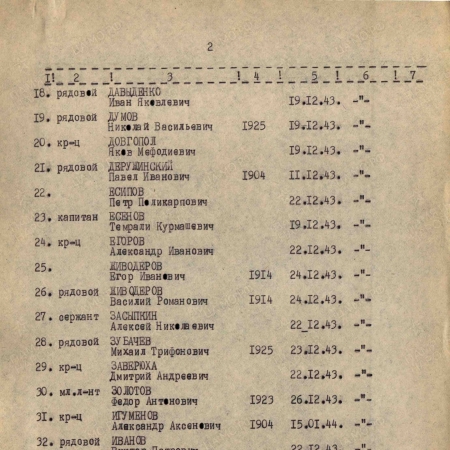 2
I! 2 ! 3 ! 4 ! 5 ! 6 ! 7
18. рядовой ДАВЫДЕНКО
Иван Яковлевич 19.12.43. -"-
19. рядовой ДУМОВ
Николай Васильевич 1925 19.12.43. -"-
20. кр-ц ДОВГОПОЛ
Яков Мефодиевич 19.12.43. -"-
21. рядовой ДЕРУЖИНСКИЙ
Павел Иванович 1904 11.12.43. -"-
22. ЕСИПОВ
Петр Поликарпович 22.12.43. -"-
23. капитан ЕСЕНОВ
Темрали Курмашевич 19.12.43. -"-
24. кр-ц ЕГОРОВ
Александр Иванович 22.12.43. -"-
25. ЖИВОДЕРОВ
Егор Иванович 1914 24.12.43. -"-
26. рядовой ЖИВОДЕРОВ
Василий Романович 1914 24.12.43. -"-
27. сержант ЗАСЫПКИН
Алексей Николаевич 22.12.43. -"-
28. рядовой ЗУБАЧЕВ
Михаил Трифонович 1925 23.12.43. -"-
29. кр-ц ЗАВЕРЮХА
Дмитрий Андреевич 22.12.43. -"-
30. мл.л-нт ЗОЛОТОВ
Федор Антонович 1923 26.12.43. -"-
31. кр-ц ИГУМЕНОВ
Александр Аксенович 1904 15.01.44. -"-
32. рядовой ИВАНОВ
22.12.43. -"-